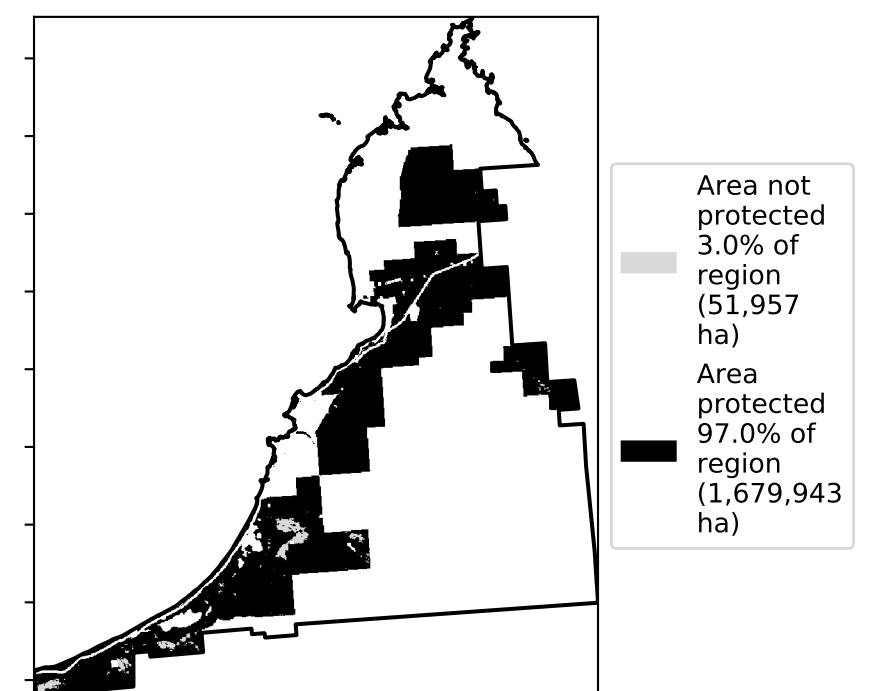 Area not
protected
3.0% of
region
(51,957
ha)
Area
protected
97.0% of
region
(1,679,943
ha)